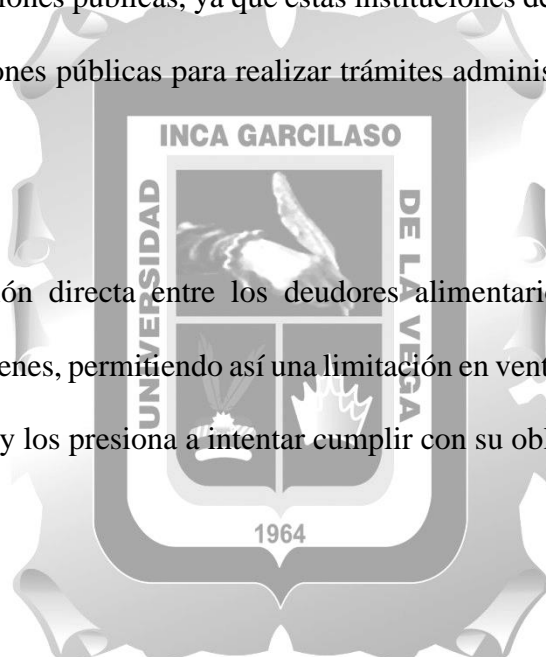 ones públicas, ya que estas instituciones de
ones públicas para realizar trámites adminis
INCA GARCILASO
UNIVERSIDAD
DE LA VEGA
ón directa entre los deudores alimentari
enes, permitiendo así una limitación en vent
y los presiona a intentar cumplir con su obl
1964